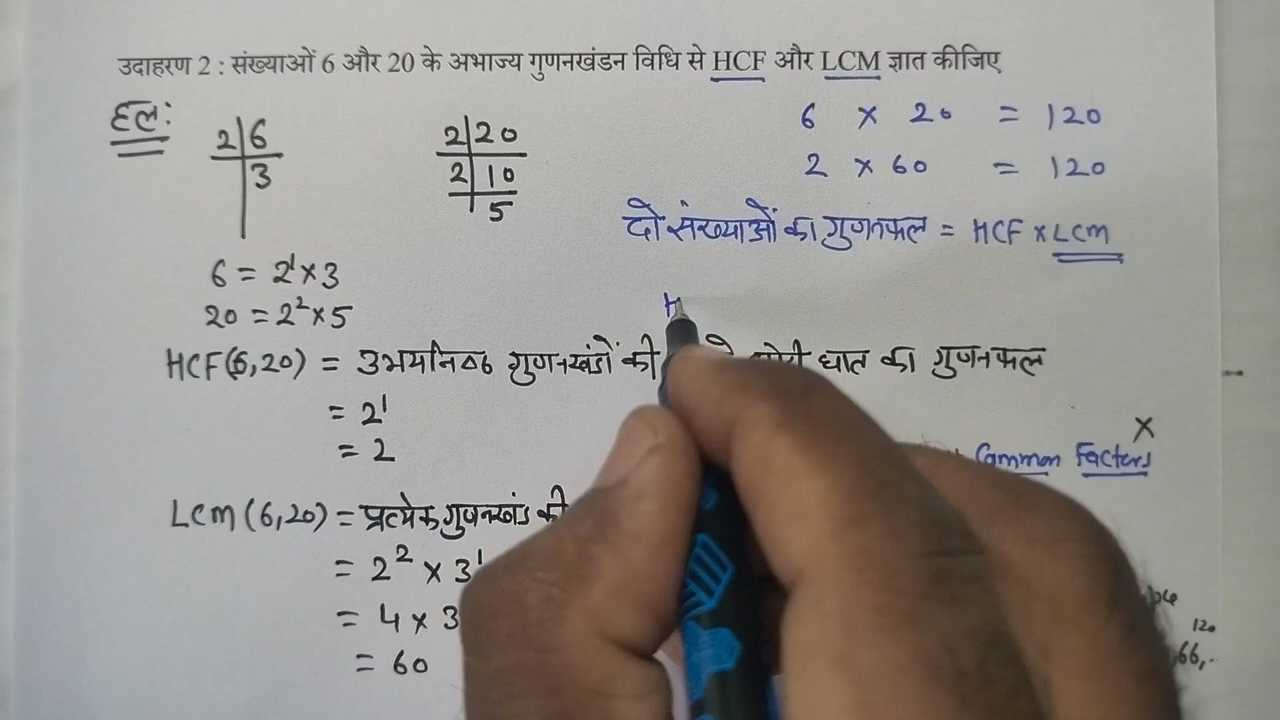 उदाहरण 2 : संख्याओं 6 और 20 के अभाज्य गुणनखंडन विधि से HCF और LCM ज्ञात कीजिए
हल:
2 6
3
2 20
2 10
5
6 × 20 = 120
2 × 60 = 120
दो संख्याओं का गुणनफल = HCF × LCM
6 = 2¹ × 3
20 = 2² × 5
H
HCF(6,20) = उभयनिष्ठ गुणनखंडों की घात का गुणनफल
= 2¹
= 2
Common Factors ×
LCM (6,20) = प्रत्येक गुणनखंड की
= 2² × 3¹
= 4 × 3
= 60
120
66,..